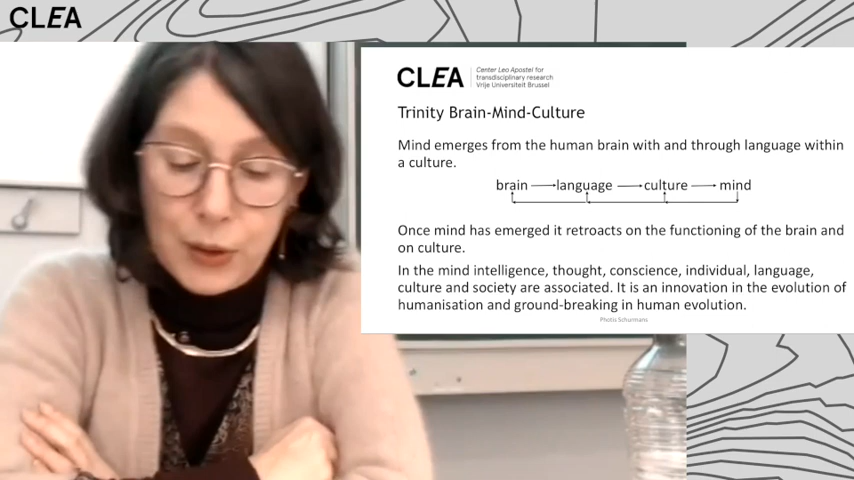 CLEA
CLEA
Center Leo Apostel for
transdisciplinary research
Vrije Universiteit Brussel
Trinity Brain-Mind-Culture
Mind emerges from the human brain with and through language within
a culture.
brain language culture mind
Once mind has emerged it retroacts on the functioning of the brain and
on culture.
In the mind intelligence, thought, conscience, individual, language,
culture and society are associated. It is an innovation in the evolution of
humanisation and ground-breaking in human evolution.
Photis Schurmans